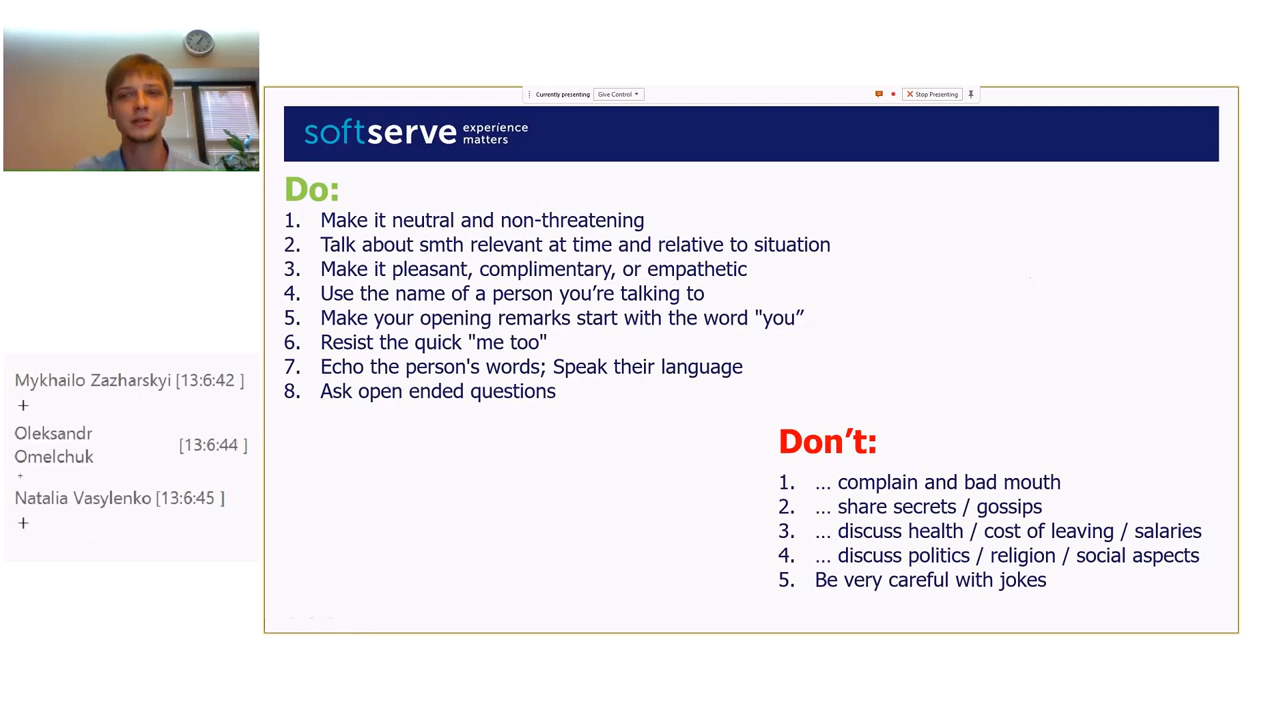 Currently presenting Give Control Stop Presenting
softserve experience
matters
Do:
1. Make it neutral and non-threatening
2. Talk about smth relevant at time and relative to situation
3. Make it pleasant, complimentary, or empathetic
4. Use the name of a person you’re talking to
5. Make your opening remarks start with the word "you”
6. Resist the quick "me too"
7. Echo the person's words; Speak their language
8. Ask open ended questions
Don’t:
1. ... complain and bad mouth
2. ... share secrets / gossips
3. ... discuss health / cost of leaving / salaries
4. ... discuss politics / religion / social aspects
5. Be very careful with jokes
Mykhailo Zazharskyi [13:6:42 ]
+
Oleksandr
Omelchuk [13:6:44 ]
+
Natalia Vasylenko [13:6:45 ]
+